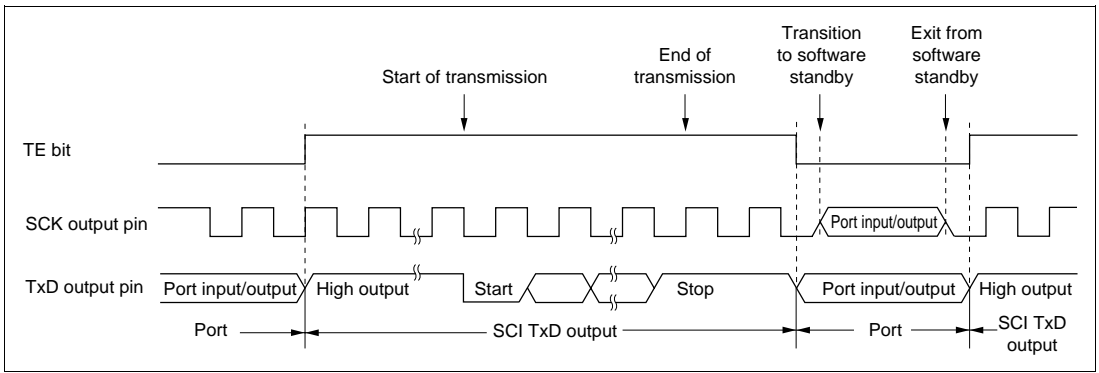 Transition
to software
standby
Exit from
software
standby
End of
transmission
Start of transmission
TE bit
SCK output pin
Port input/output
TxD output pin
Port input/output
High output
Start
Stop
Port input/output
High output
Port
SCI TxD output
Port
SCI TxD
output